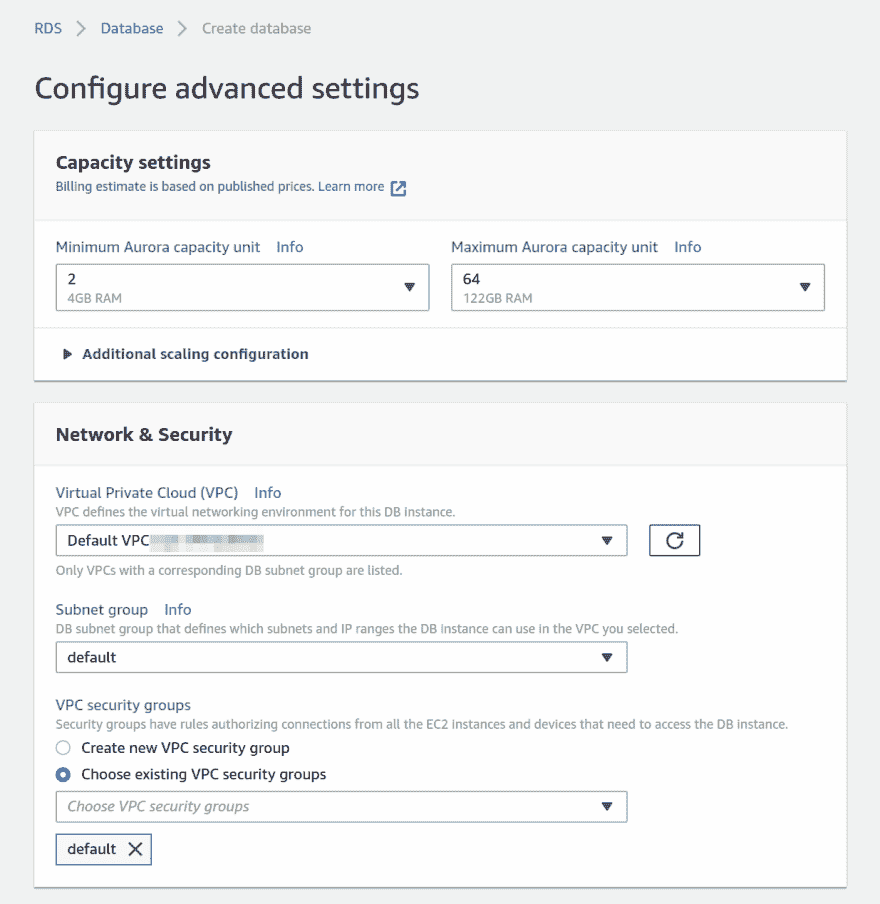 RDS > Database > Create database
Configure advanced settings
Capacity settings
Billing estimate is based on published prices. Learn more
Minimum Aurora capacity unit Info
Maximum Aurora capacity unit Info
2
4GB RAM
64
122GB RAM
Additional scaling configuration
Network & Security
Virtual Private Cloud (VPC) Info
VPC defines the virtual networking environment for this DB instance.
Default VPC
Only VPCs with a corresponding DB subnet group are listed.
Subnet group Info
DB subnet group that defines which subnets and IP ranges the DB instance can use in the VPC you selected.
default
VPC security groups
Security groups have rules authorizing connections from all the EC2 instances and devices that need to access the DB instance.
Create new VPC security group
Choose existing VPC security groups
Choose VPC security groups
default